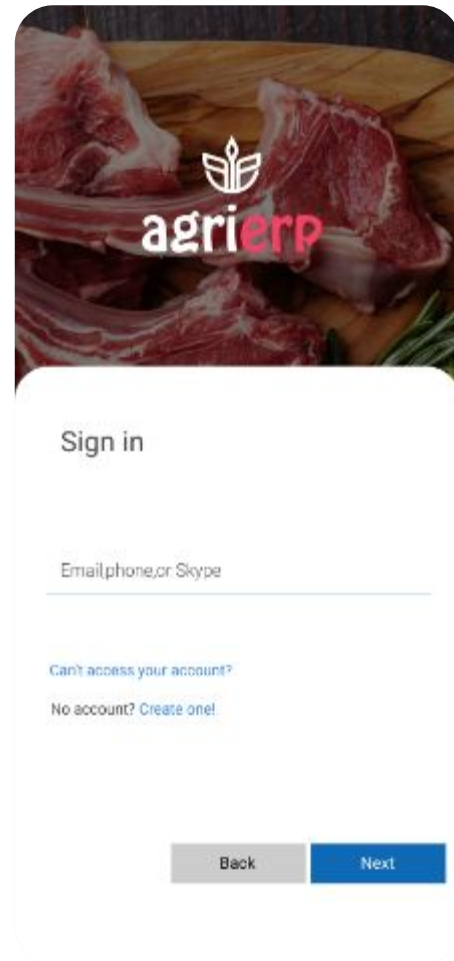 agrierp
Sign in
Email,phone,or Skype
Can't access your account?
No account? Create one!
Back Next